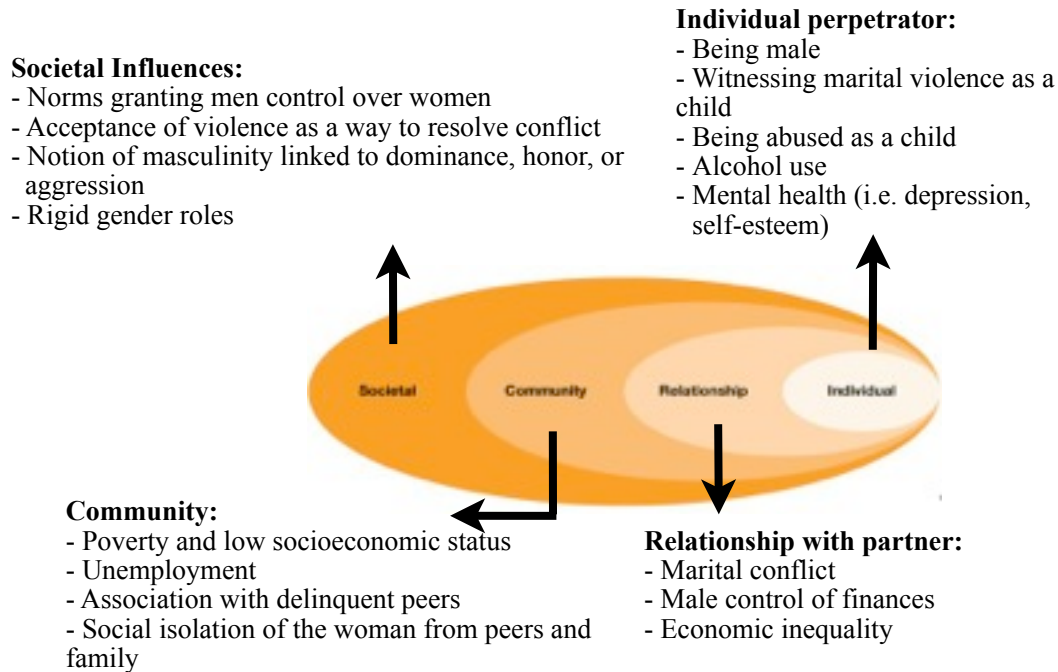 Societal Influences:
- Norms granting men control over women
- Acceptance of violence as a way to resolve conflict
- Notion of masculinity linked to dominance, honor, or
aggression
- Rigid gender roles
Individual perpetrator:
- Being male
- Witnessing marital violence as a
child
- Being abused as a child
- Alcohol use
- Mental health (i.e. depression,
self-esteem)
Societal
Community
Relationship
Individual
Community:
- Poverty and low socioeconomic status
- Unemployment
- Association with delinquent peers
- Social isolation of the woman from peers and
family
Relationship with partner:
- Marital conflict
- Male control of finances
- Economic inequality